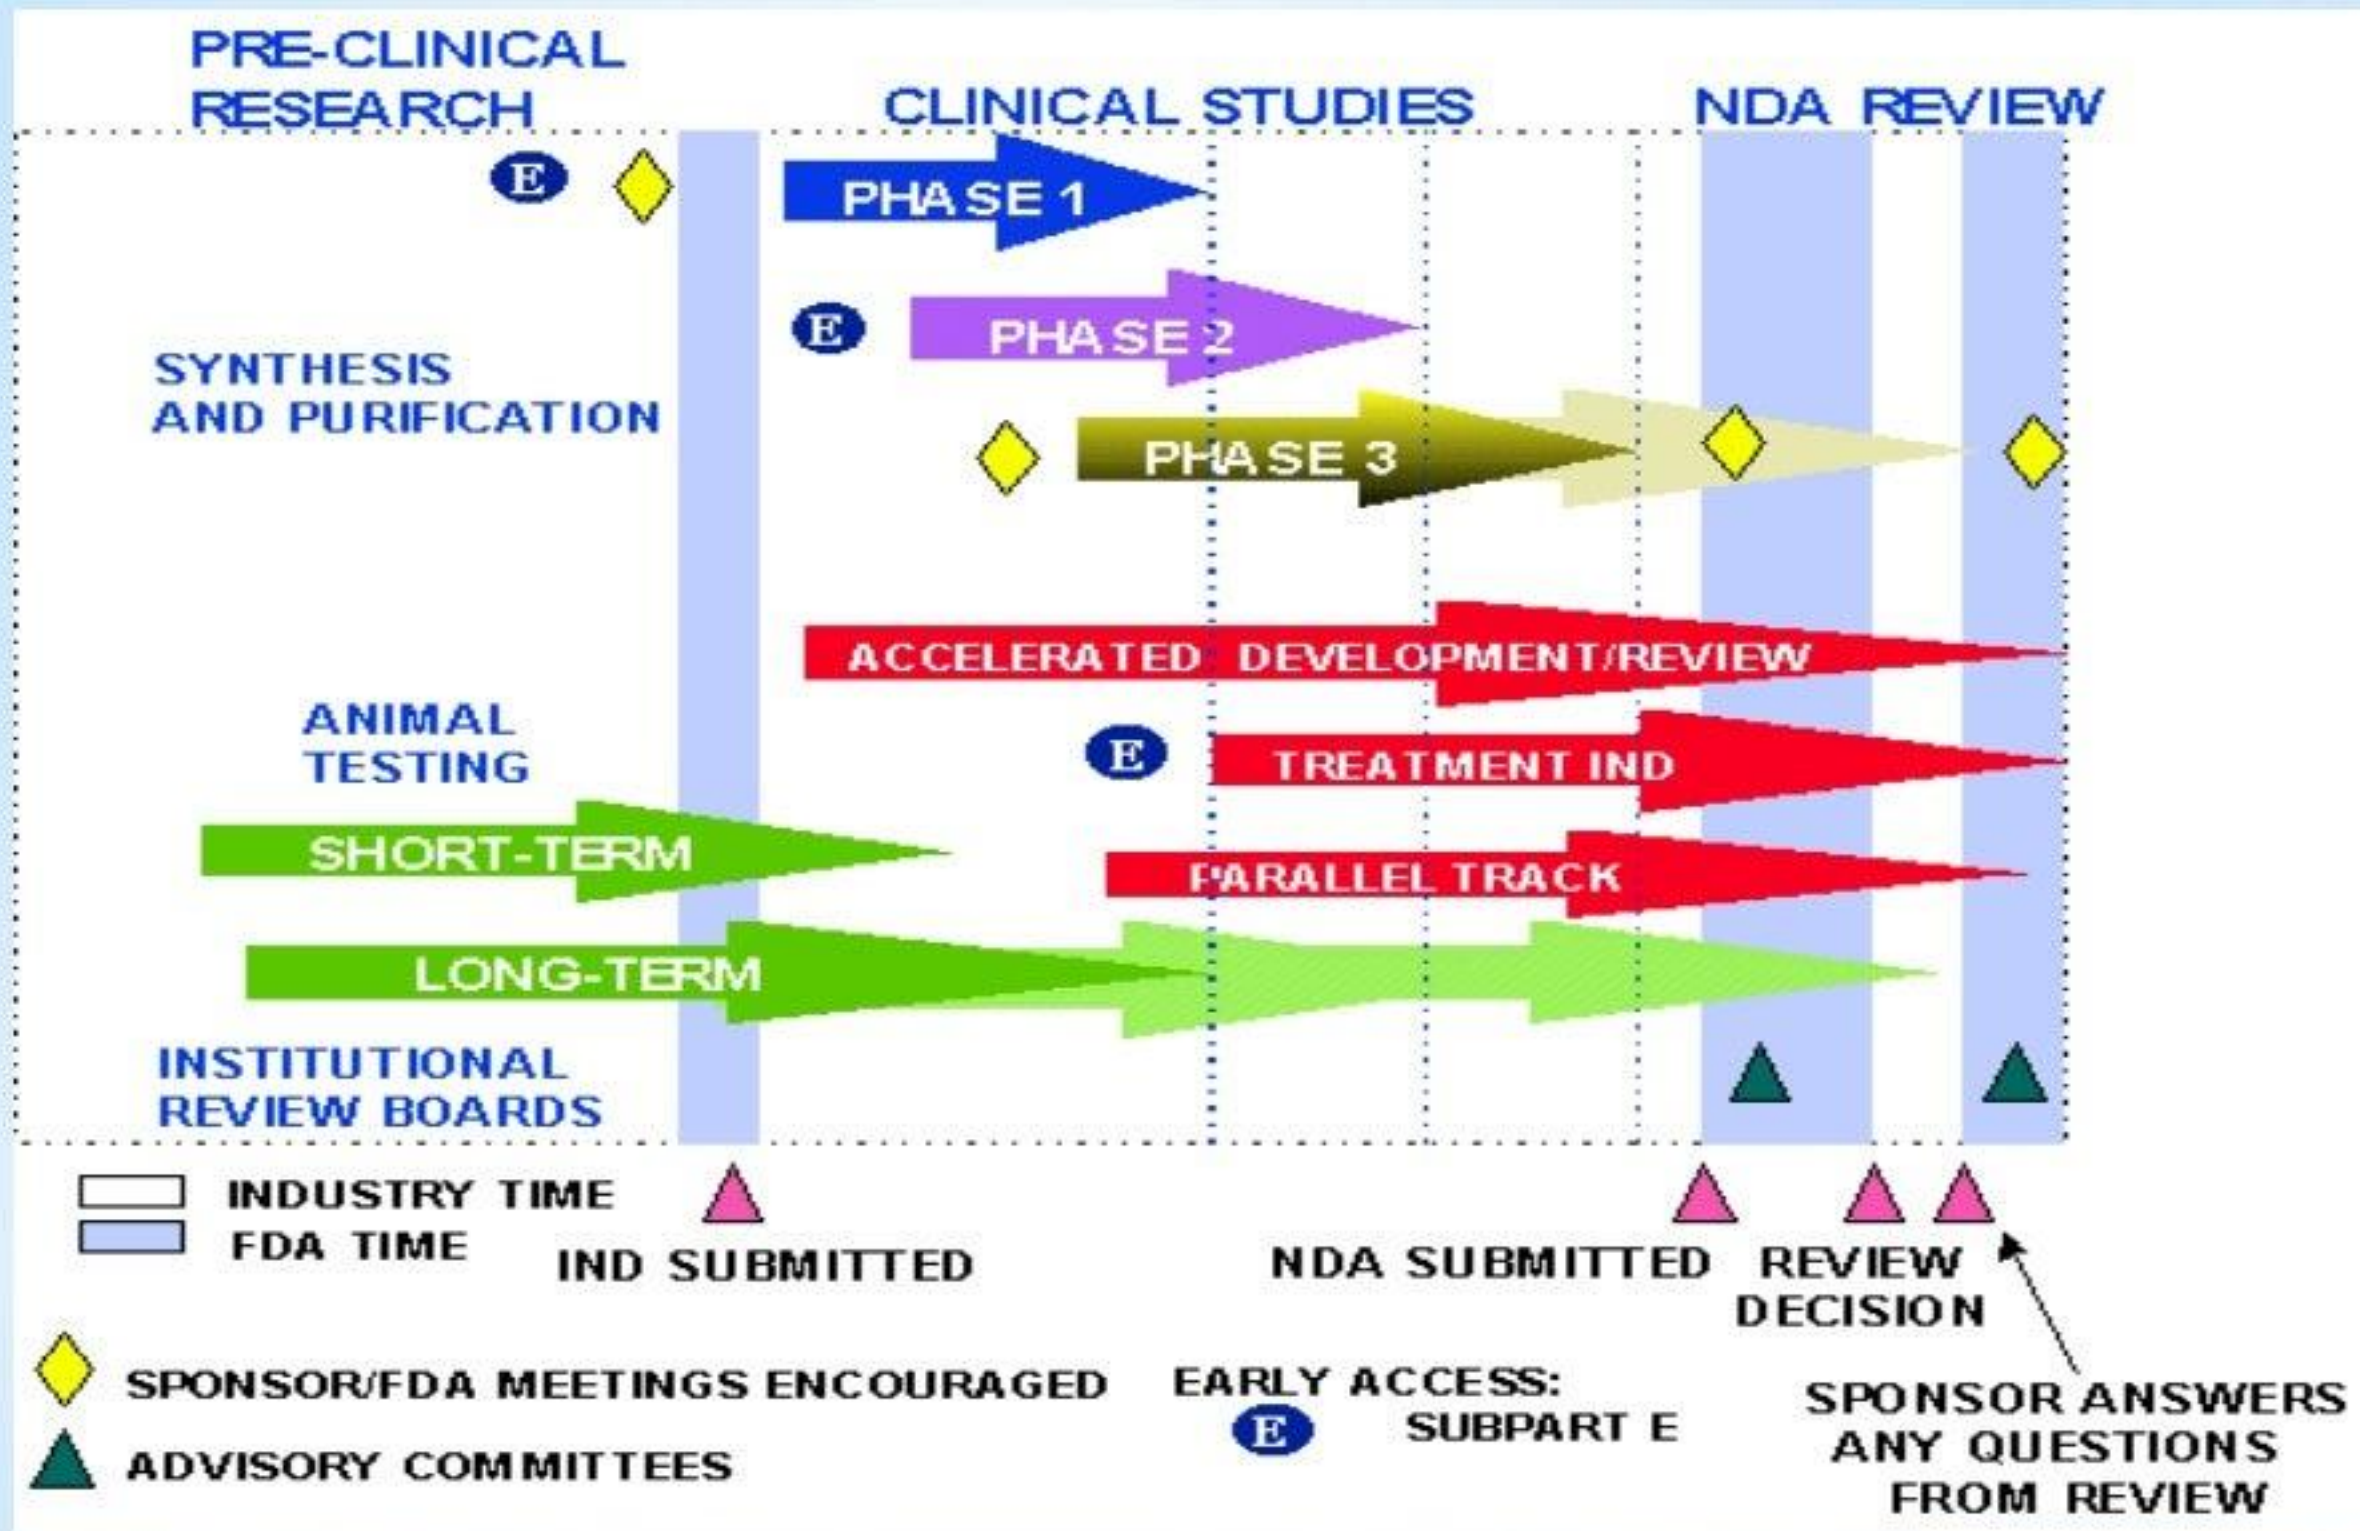 PRE-CLINICAL
RESEARCH
CLINICAL STUDIES
NDA REVIEW
E
PHASE 1
E
PHASE 2
SYNTHESIS
AND PURIFICATION
PHASE 3
ACCELERATED DEVELOPMENT/REVIEW
ANIMAL
TESTING
E
TREATMENT IND
SHORT-TERM
PARALLEL TRACK
LONG-TERM
INSTITUTIONAL
REVIEW BOARDS
INDUSTRY TIME
FDA TIME
IND SUBMITTED
NDA SUBMITTED
REVIEW
DECISION
SPONSOR/FDA MEETINGS ENCOURAGED
ADVISORY COMMITTEES
EARLY ACCESS:
E SUBPART E
SPONSOR ANSWERS
ANY QUESTIONS
FROM REVIEW